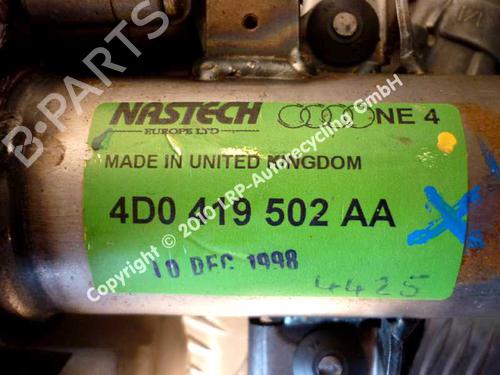 B-PARTS
NASTECH NE 4
EUROPE LTD
MADE IN UNITED KINGDOM
4D0 419 502 AA
10 DEC 1998
4425
Copyright © 2010 LRP-Autorecycling GmbH